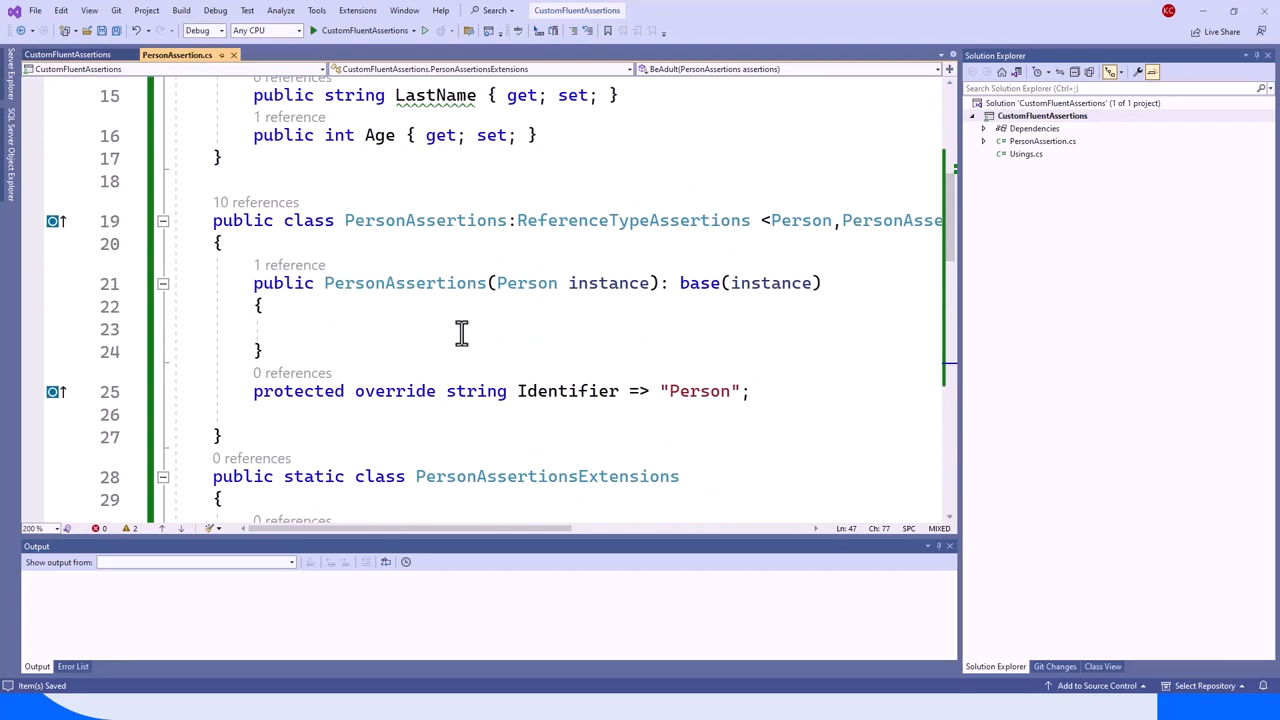 File Edit View Git Project Build Debug Test Analyze Tools Extensions Window Help Search CustomFluentAssertions KC
Debug Any CPU CustomFluentAssertions Live Share
CustomFluentAssertions PersonAssertion.cs
CustomFluentAssertions CustomFluentAssertions.PersonAssertionsExtensions BeAdult(PersonAssertions assertions)
Server Explorer
SQL Server Object Explorer
0 references
15 public string LastName { get; set; }
1 reference
16 public int Age { get; set; }
17 }
18
10 references
19 public class PersonAssertions:ReferenceTypeAssertions <Person,PersonAsse
20 {
1 reference
21 public PersonAssertions(Person instance): base(instance)
22 {
23
24 }
0 references
25 protected override string Identifier => "Person";
26
27 }
0 references
28 public static class PersonAssertionsExtensions
29 {
0 references
200 % 0 2 Ln: 47 Ch: 77 SPC MIXED
Output
Show output from:
Output Error List
Solution Explorer
Search Solution Explorer (Ctrl+;)
Solution 'CustomFluentAssertions' (1 of 1 project)
CustomFluentAssertions
Dependencies
PersonAssertion.cs
Usings.cs
Solution Explorer Git Changes Class View
Item(s) Saved Add to Source Control Select Repository